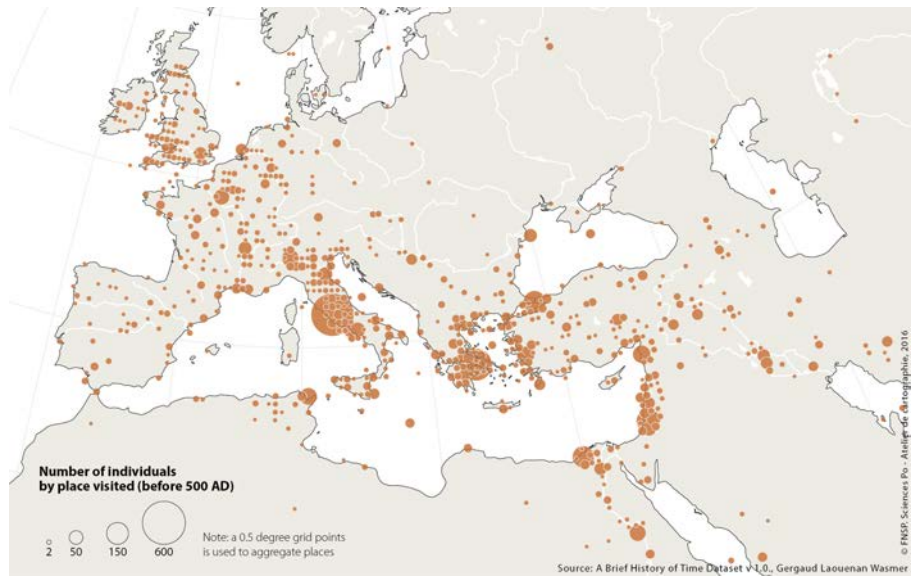 Number of individuals
by place visited (before 500 AD)
2 50 150 600
Note: a 0.5 degree grid points
is used to aggregate places
© FNSP. Sciences Po - Atelier de cartographie, 2016
Source: A Brief History of Time Dataset v 1.0., Gergaud Laouenan Wasmer